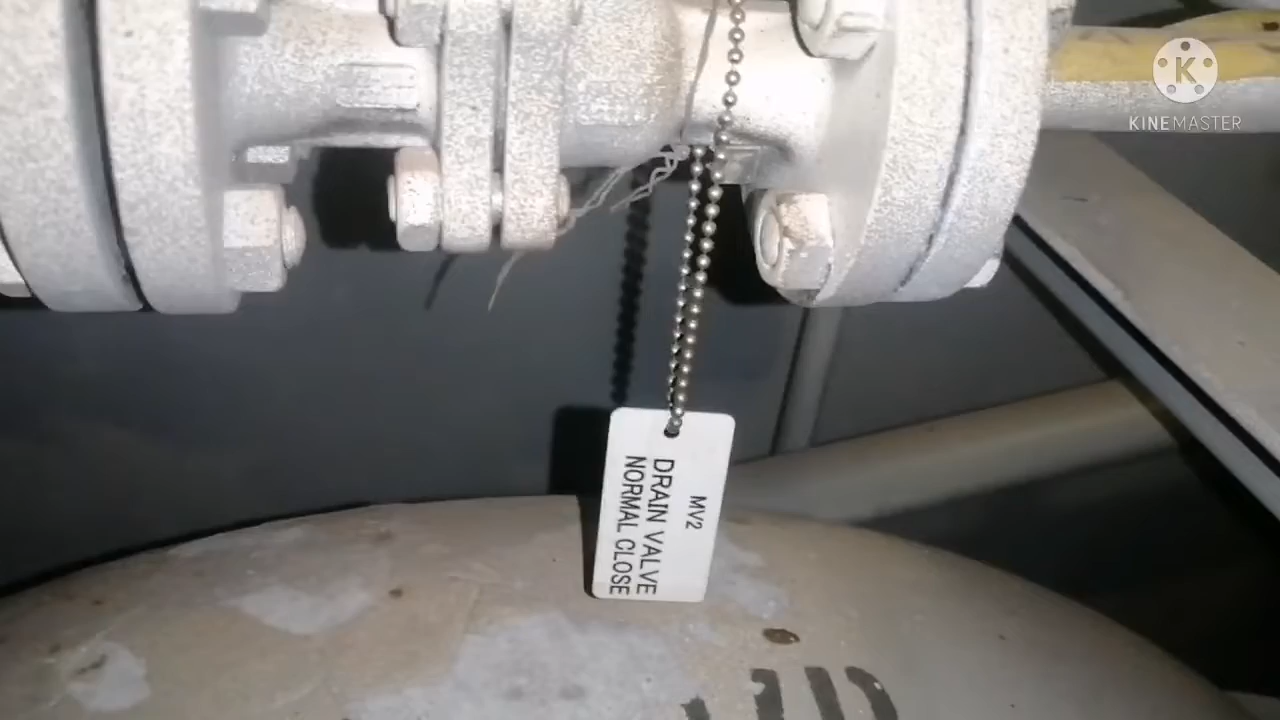 K
KINEMASTER
MV2
DRAIN VALVE
NORMAL CLOSE